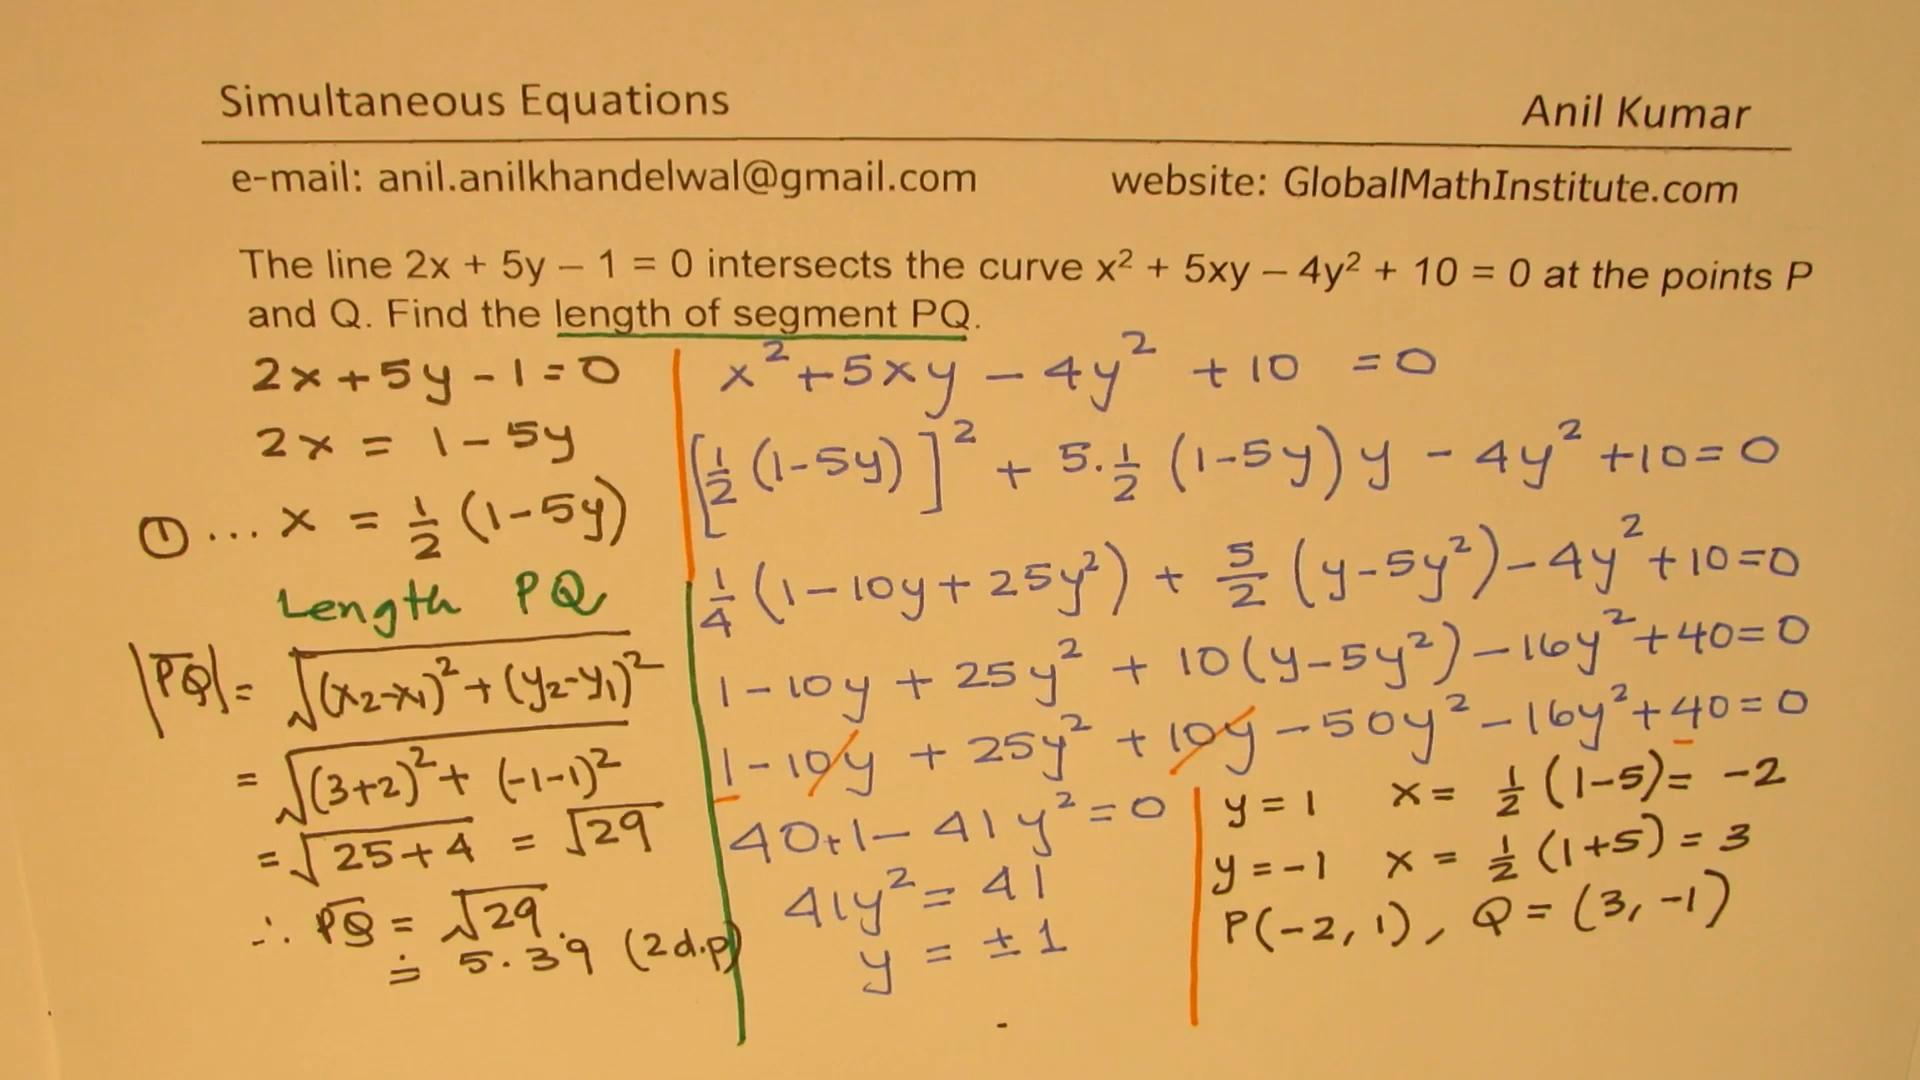 Simultaneous Equations
Anil Kumar
e-mail: anil.anilkhandelwal@gmail.com
website: GlobalMathInstitute.com
The line 2x + 5y – 1 = 0 intersects the curve x² + 5xy – 4y² + 10 = 0 at the points P
and Q. Find the length of segment PQ.
2x + 5y - 1 = 0
2x = 1 - 5y
① ... x = 1/2 (1-5y)
Length PQ
|PQ| = √((x₂-x₁)² + (y₂-y₁)²)
= √((3+2)² + (-1-1)²)
= √(25+4) = √29
∴ PQ = √29.
≐ 5.39 (2 d.p)
x² + 5xy - 4y² + 10 = 0
[1/2 (1-5y)]² + 5·1/2 (1-5y) y - 4y² + 10 = 0
1/4 (1 - 10y + 25y²) + 5/2 (y - 5y²) - 4y² + 10 = 0
1 - 10y + 25y² + 10(y - 5y²) - 16y² + 40 = 0
1 - 10y + 25y² + 10y - 50y² - 16y² + 40 = 0
40 + 1 - 41y² = 0
41y² = 41
y = ± 1
y = 1 x = 1/2 (1-5) = -2
y = -1 x = 1/2 (1+5) = 3
P(-2, 1), Q = (3, -1)